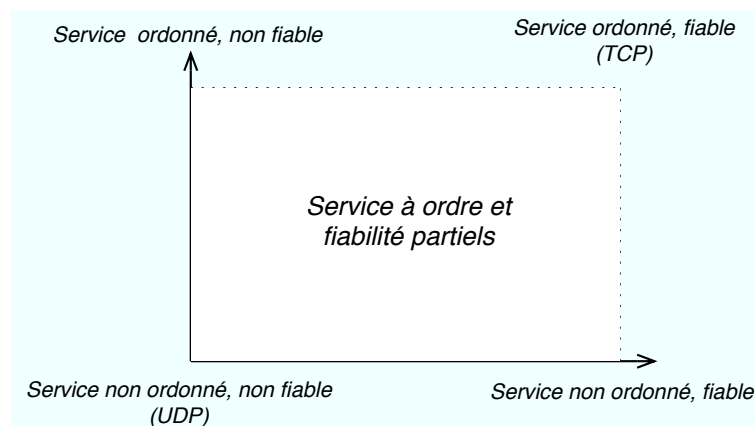 Service ordonné, non fiable
Service ordonné, fiable
(TCP)
Service à ordre et
fiabilité partiels
Service non ordonné, non fiable
(UDP)
Service non ordonné, fiable